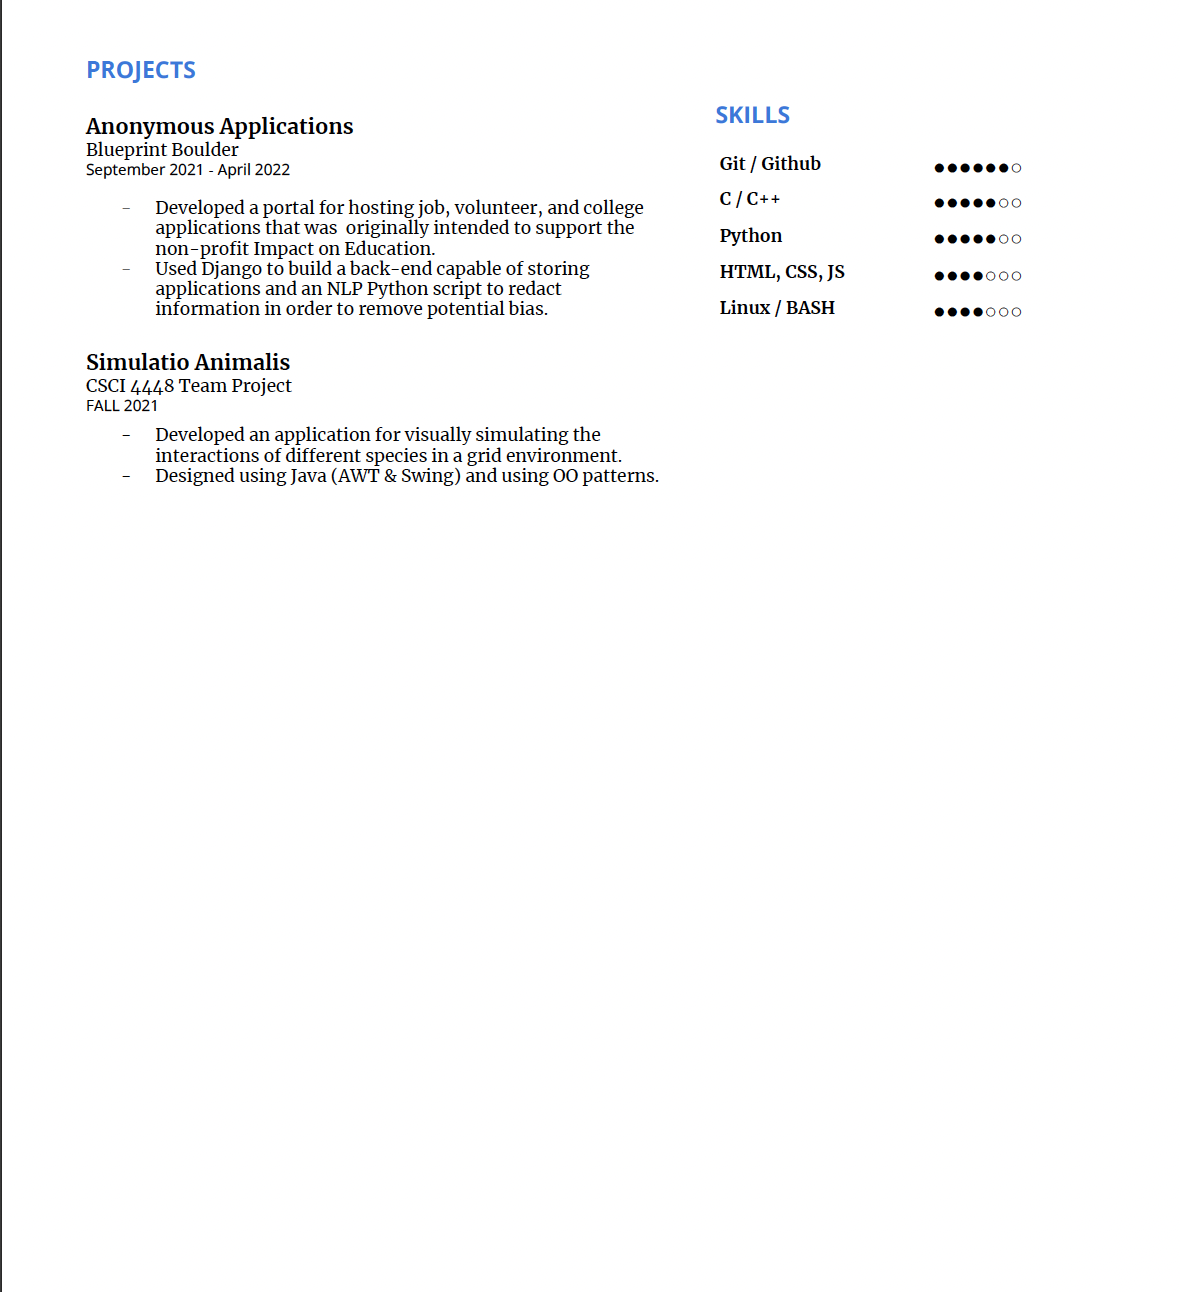 PROJECTS
Anonymous Applications
Blueprint Boulder
September 2021 - April 2022
- Developed a portal for hosting job, volunteer, and college
applications that was  originally intended to support the
non-profit Impact on Education.
- Used Django to build a back-end capable of storing
applications and an NLP Python script to redact
information in order to remove potential bias.
Simulatio Animalis
CSCI 4448 Team Project
FALL 2021
- Developed an application for visually simulating the
interactions of different species in a grid environment.
- Designed using Java (AWT & Swing) and using OO patterns.
SKILLS
Git / Github ●●●●●●○
C / C++ ●●●●●○○
Python ●●●●●○○
HTML, CSS, JS ●●●●○○○
Linux / BASH ●●●●○○○